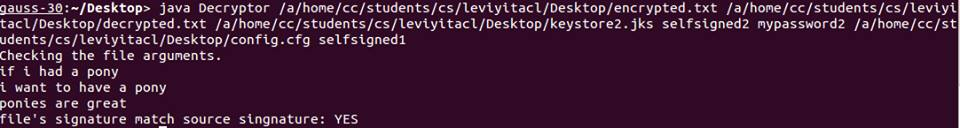 gauss-30:~/Desktop> java Decryptor /a/home/cc/students/cs/leviyitacl/Desktop/encrypted.txt /a/home/cc/students/cs/leviyi
tacl/Desktop/decrypted.txt /a/home/cc/students/cs/leviyitacl/Desktop/keystore2.jks selfsigned2 mypassword2 /a/home/cc/st
udents/cs/leviyitacl/Desktop/config.cfg selfsigned1
Checking the file arguments.
if i had a pony
i want to have a pony
ponies are great
file's signature match source singnature: YES